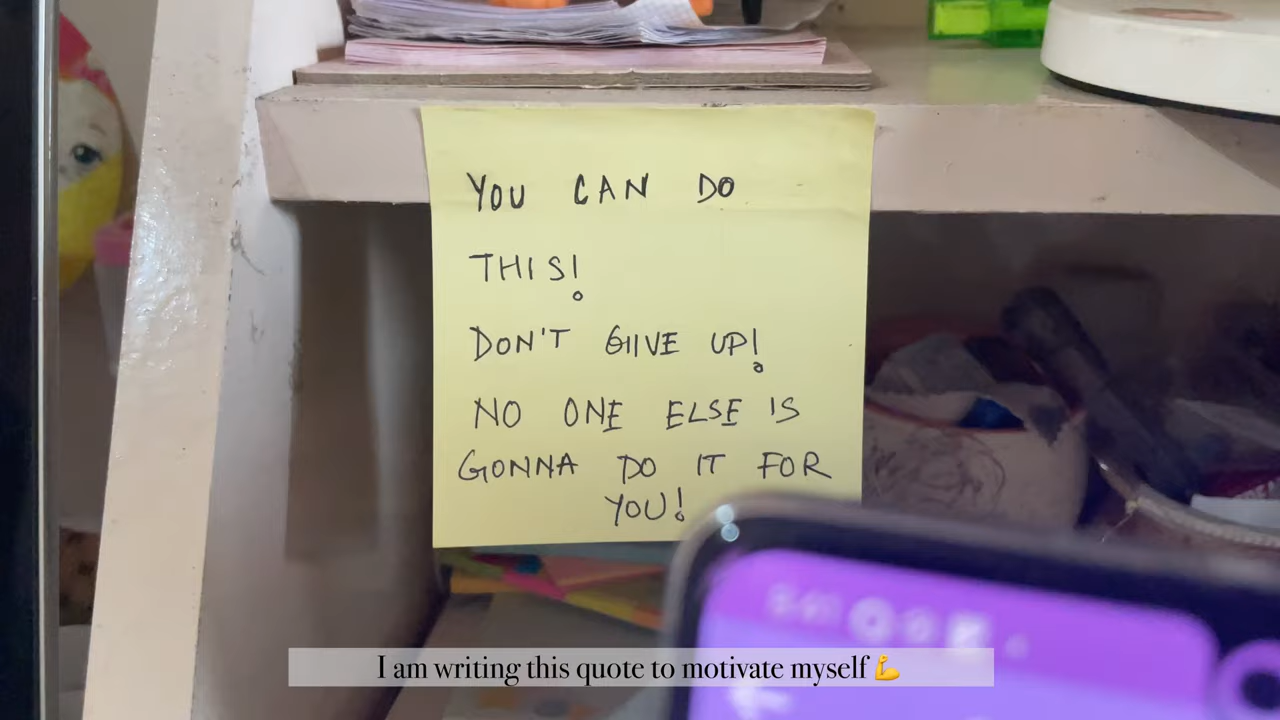 YOU CAN DO
THIS!
DON'T GIVE UP!
NO ONE ELSE IS
GONNA DO IT FOR
YOU!
I am writing this quote to motivate myself 💪